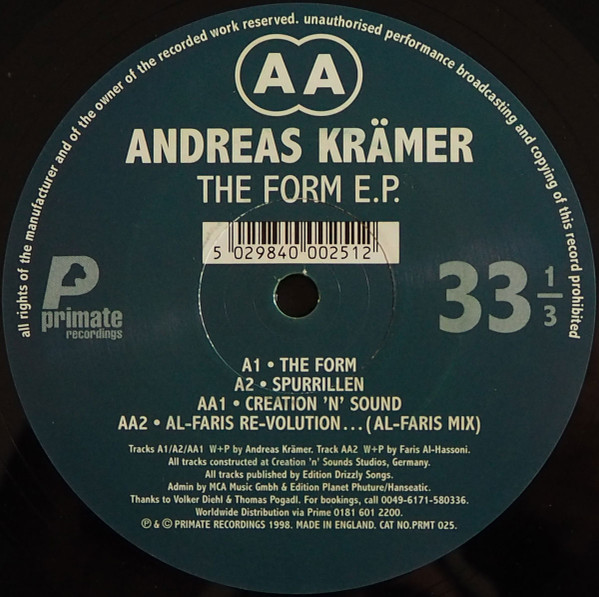 all rights of the manufacturer and of the owner of the recorded work reserved. unauthorised performance broadcasting and copying of this record prohibited
AA
ANDREAS KRÄMER
THE FORM E.P.
5 029840 002512
primate
recordings
33 1/3
A1 • THE FORM
A2 • SPURRILLEN
AA1 • CREATION 'N' SOUND
AA2 • AL-FARIS RE-VOLUTION...(AL-FARIS MIX)
Tracks A1/A2/AA1 W+P by Andreas Krämer. Track AA2 W+P by Faris Al-Hassoni.
All tracks constructed at Creation 'n' Sounds Studios, Germany.
All tracks published by Edition Drizzly Songs.
Admin by MCA Music Gmbh & Edition Planet Phuture/Hanseatic.
Thanks to Volker Diehl & Thomas Pogadl. For bookings, call 0049-6171-580336.
Worldwide Distribution via Prime 0181 601 2200.
℗ & © PRIMATE RECORDINGS 1998. MADE IN ENGLAND. CAT NO.PRMT 025.